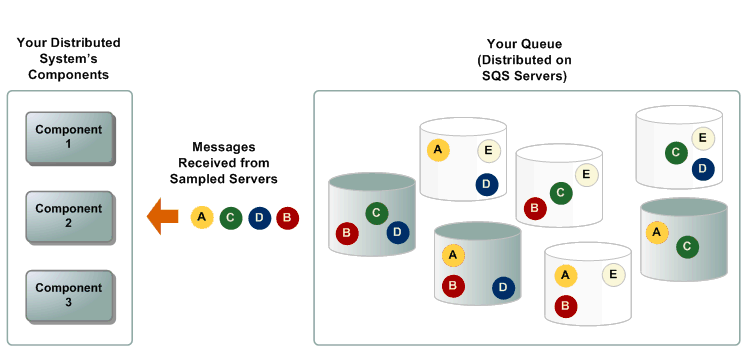 Your Distributed
System's
Components
Component
1
Component
2
Component
3
Messages
Received from
Sampled Servers
A C D B
Your Queue
(Distributed on
SQS Servers)
A E
D
B C D
A
B D
E
C
B
A E
B
E
C
D
A
C